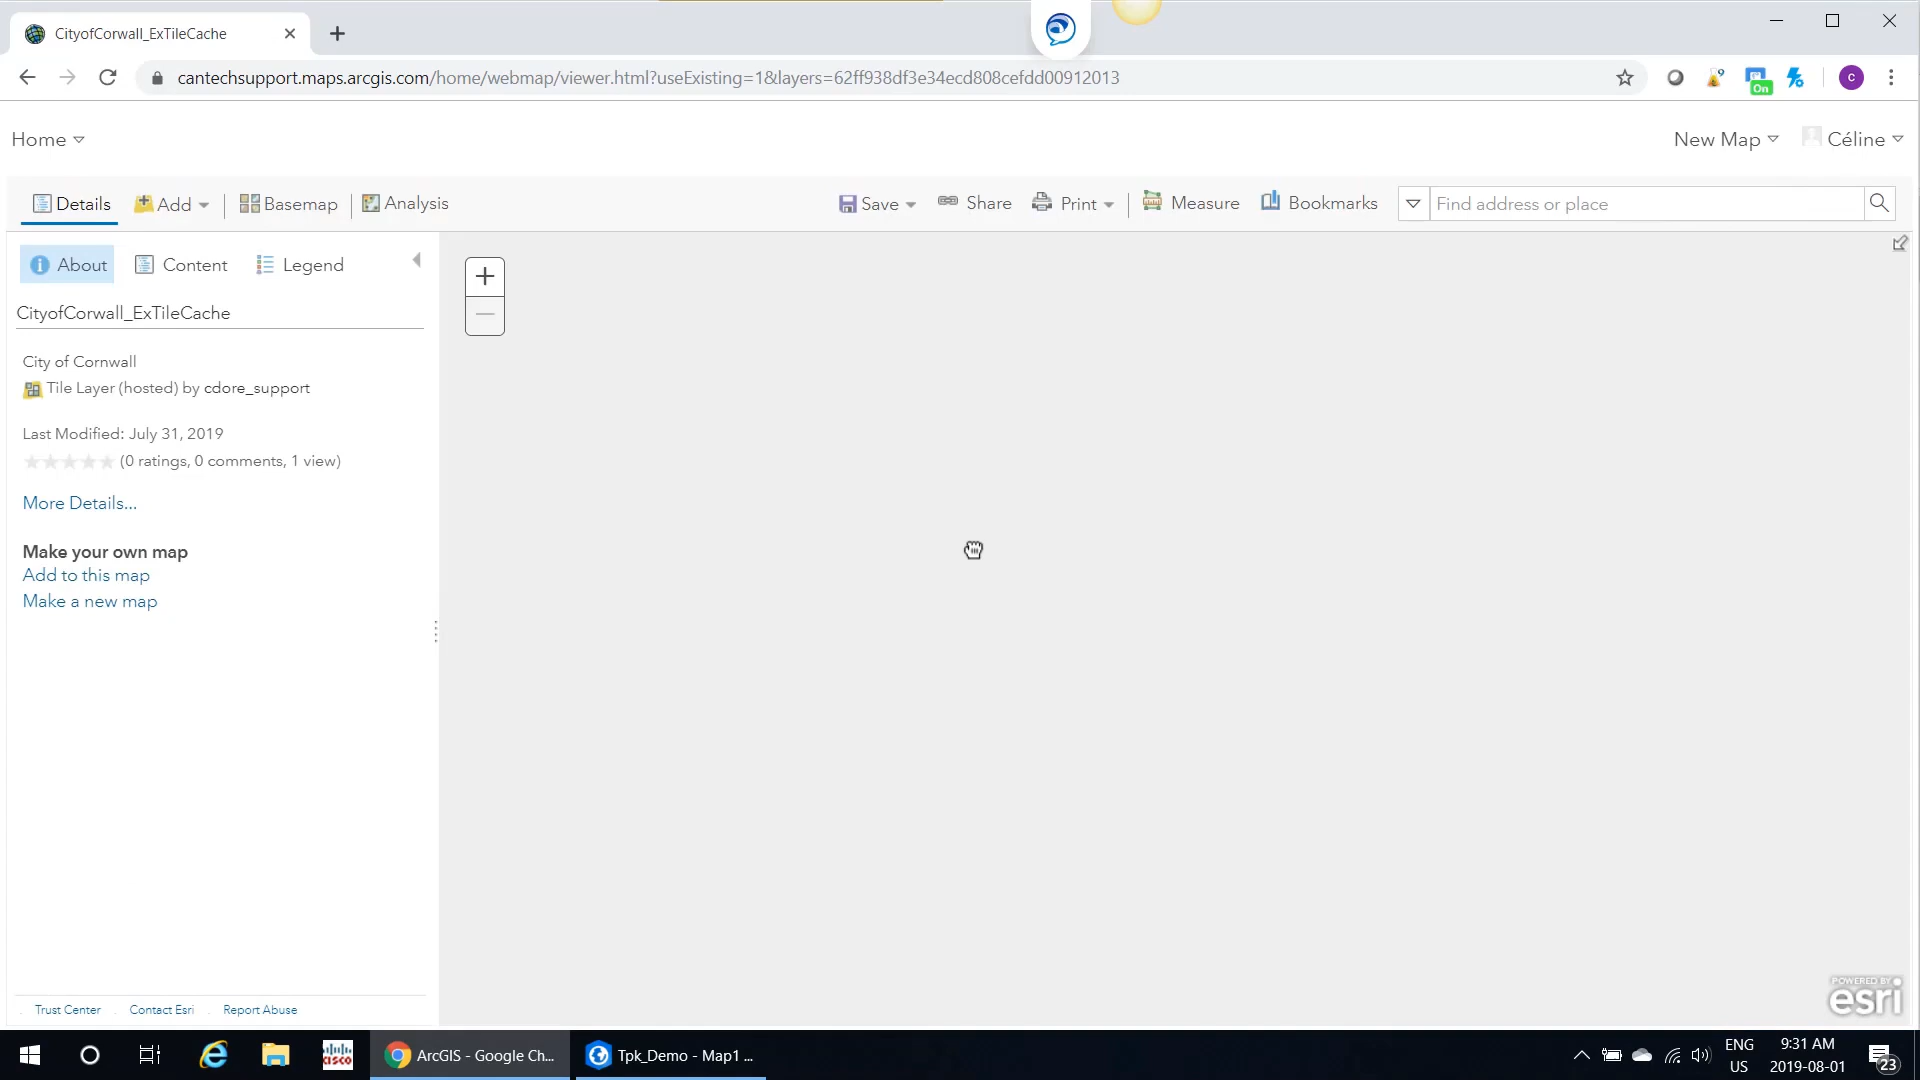 CityofCorwall_ExTileCache
cantechsupport.maps.arcgis.com/home/webmap/viewer.html?useExisting=1&layers=62ff938df3e34ecd808cefdd00912013
On
C
Home
New Map
Céline
Details
Add
Basemap
Analysis
Save
Share
Print
Measure
Bookmarks
Find address or place
About
Content
Legend
CityofCorwall_ExTileCache
City of Cornwall
Tile Layer (hosted) by cdore_support
Last Modified: July 31, 2019
(0 ratings, 0 comments, 1 view)
More Details...
Make your own map
Add to this map
Make a new map
POWERED BY
esri
Trust Center
Contact Esri
Report Abuse
cisco
ArcGIS - Google Ch...
Tpk_Demo - Map1 ...
ENG
US
9:31 AM
2019-08-01
23